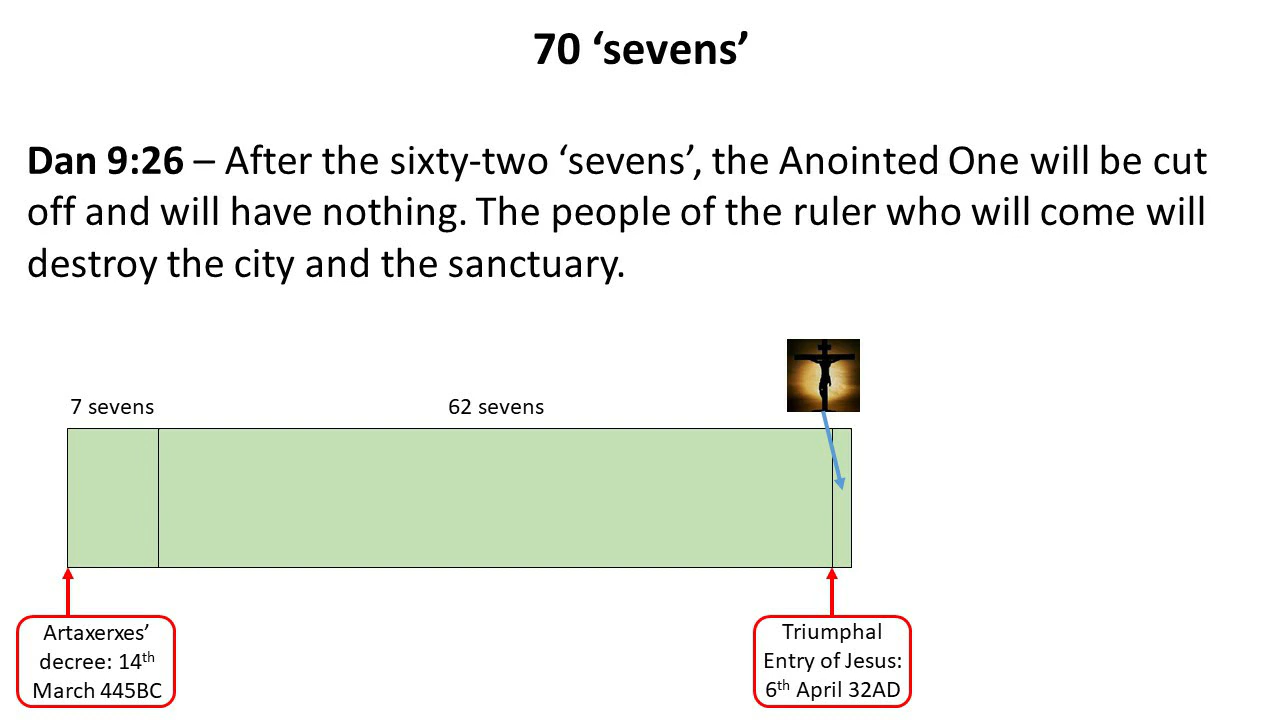 70 ‘sevens’
Dan 9:26 – After the sixty-two ‘sevens’, the Anointed One will be cut
off and will have nothing. The people of the ruler who will come will
destroy the city and the sanctuary.
7 sevens
62 sevens
Artaxerxes’
decree: 14th
March 445BC
Triumphal
Entry of Jesus:
6th April 32AD